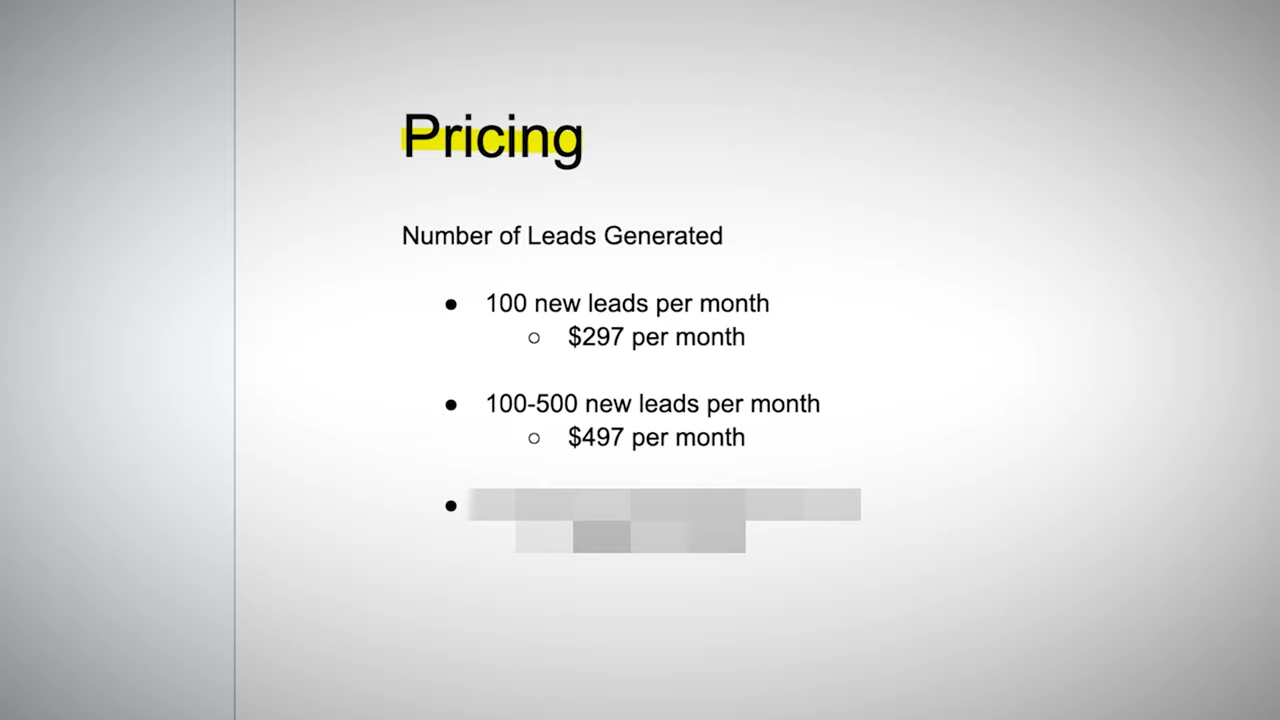 Pricing
Number of Leads Generated
● 100 new leads per month
○ $297 per month
● 100-500 new leads per month
○ $497 per month
●